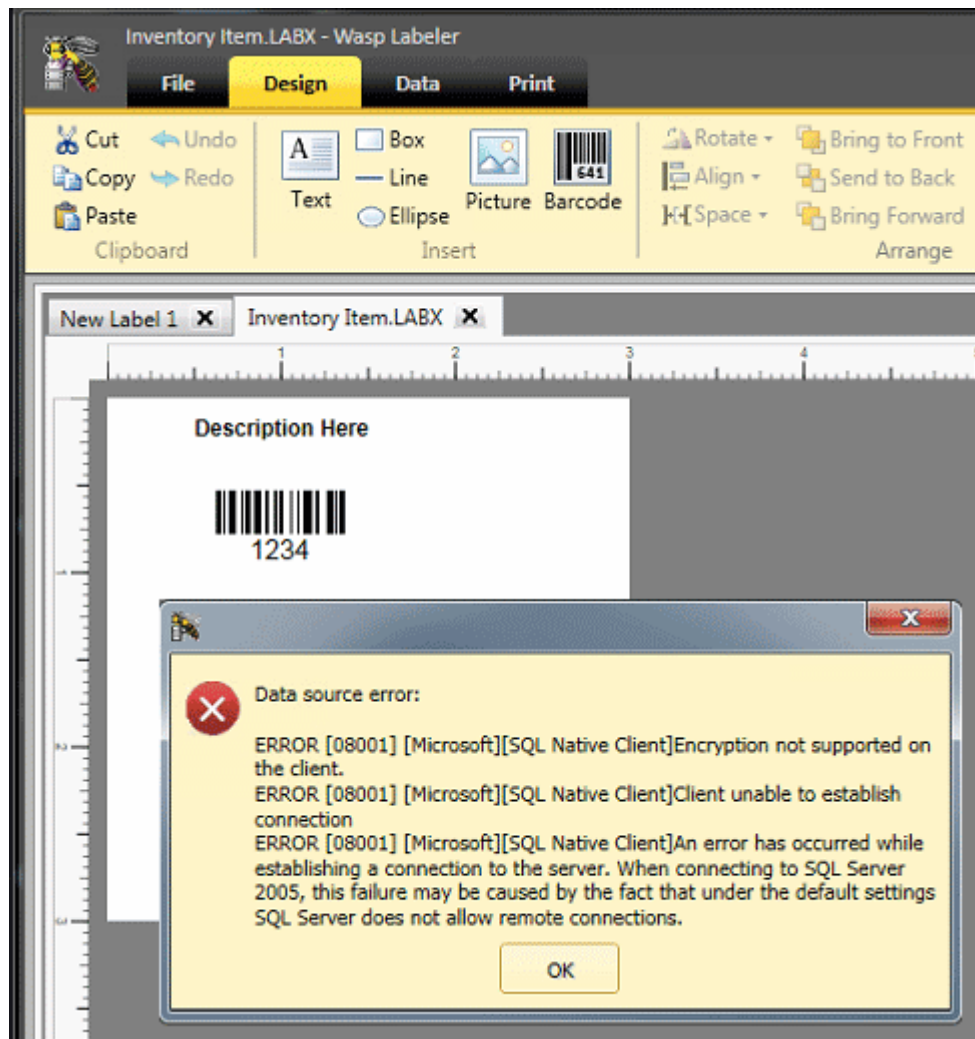 Inventory Item.LABX - Wasp Labeler
File Design Data Print
Cut Undo Box Rotate Bring to Front
Copy Redo Line Align Send to Back
Paste Text Ellipse Picture Barcode Space Bring Forward
641
Clipboard Insert Arrange
New Label 1 Inventory Item.LABX
1 2 3 4
Description Here
1234
1
2
3
Data source error:
ERROR [08001] [Microsoft][SQL Native Client]Encryption not supported on
the client.
ERROR [08001] [Microsoft][SQL Native Client]Client unable to establish
connection
ERROR [08001] [Microsoft][SQL Native Client]An error has occurred while
establishing a connection to the server. When connecting to SQL Server
2005, this failure may be caused by the fact that under the default settings
SQL Server does not allow remote connections.
OK